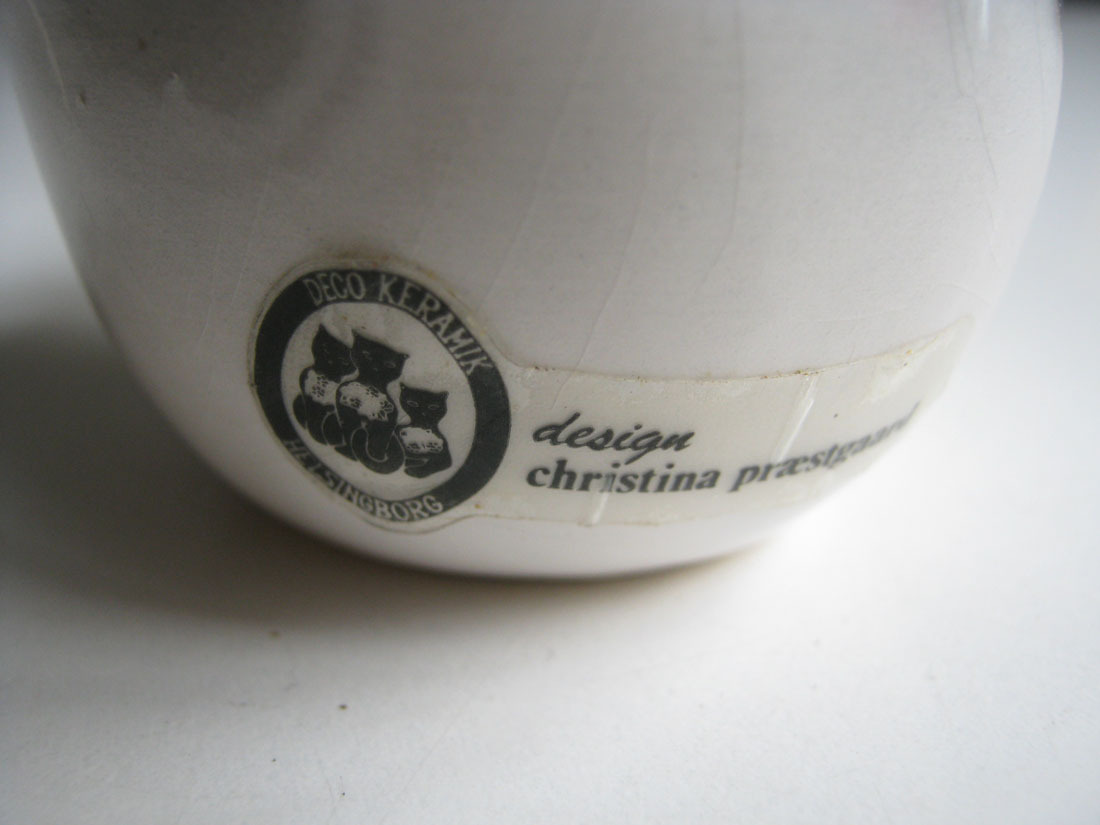 DECO KERAMIK
HELSINGBORG
design
christina præstgaard